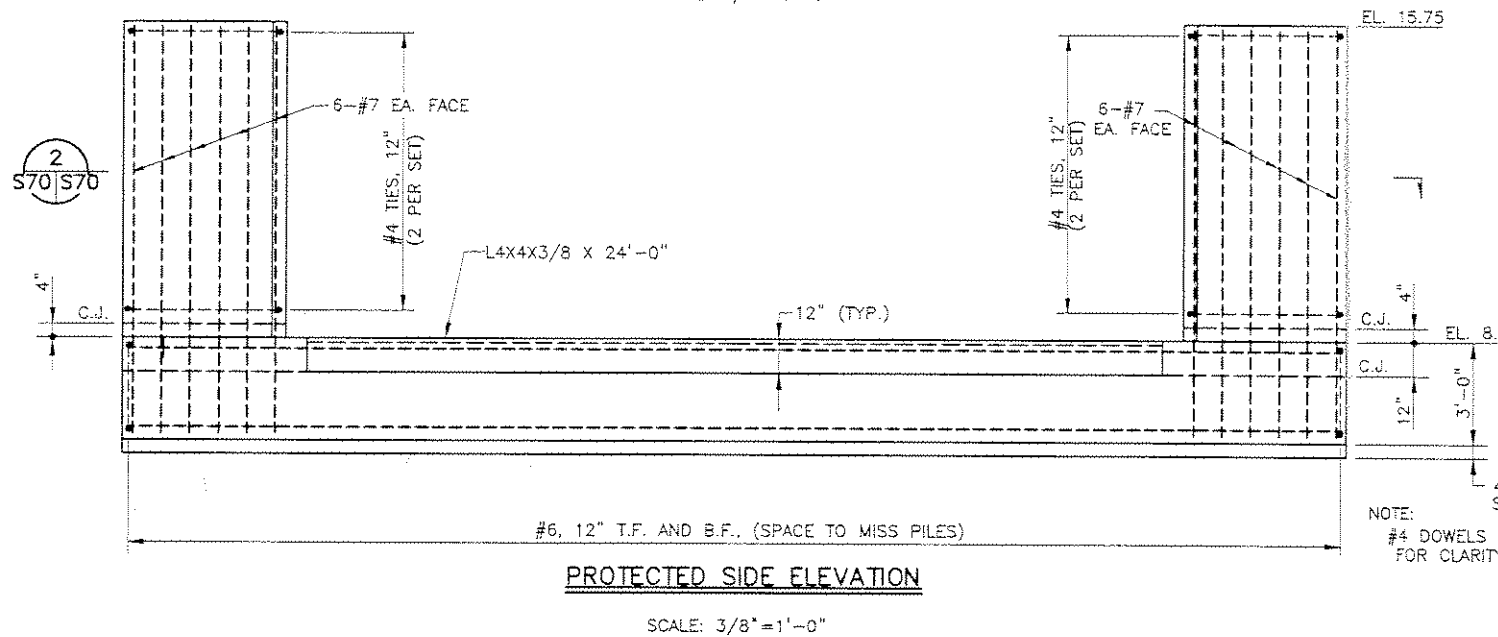 EL. 15.75
6-#7 EA. FACE
#4 TIES, 12"
(2 PER SET)
6-#7
EA. FACE
#4 TIES, 12"
(2 PER SET)
2
S70 S70
L4X4X3/8 X 24'-0"
4"
C.J.
12" (TYP.)
4"
C.J.
EL. 8.
C.J.
12"
3'-0"
#6, 12" T.F. AND B.F., (SPACE TO MISS PILES)
NOTE:
#4 DOWELS
FOR CLARIT
PROTECTED SIDE ELEVATION
SCALE: 3/8"=1'-0"